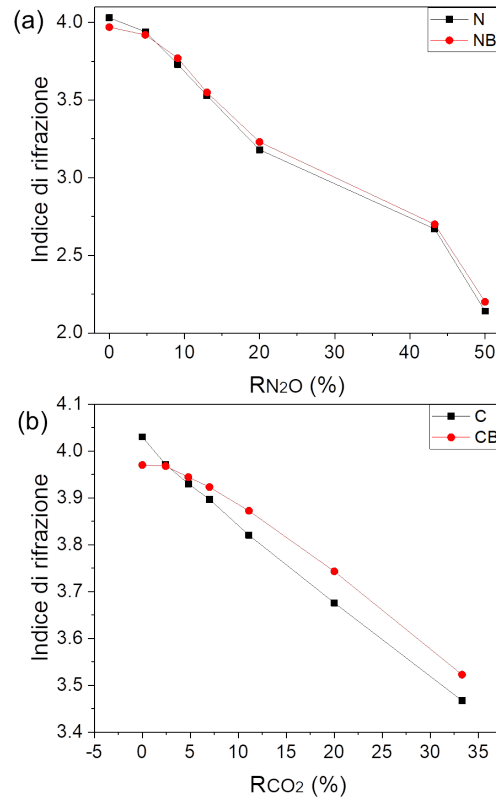 (a)
N
NB
4.0
3.5
3.0
2.5
2.0
Indice di rifrazione
0 10 20 30 40 50
RN2O (%)
(b)
C
CB
4.1
4.0
3.9
3.8
3.7
3.6
3.5
3.4
Indice di rifrazione
-5 0 5 10 15 20 25 30 35
RCO2 (%)